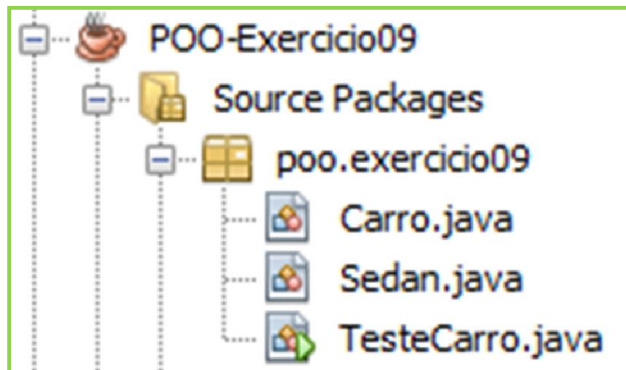 POO-Exercicio09
Source Packages
poo.exercicio09
Carro.java
Sedan.java
TesteCarro.java